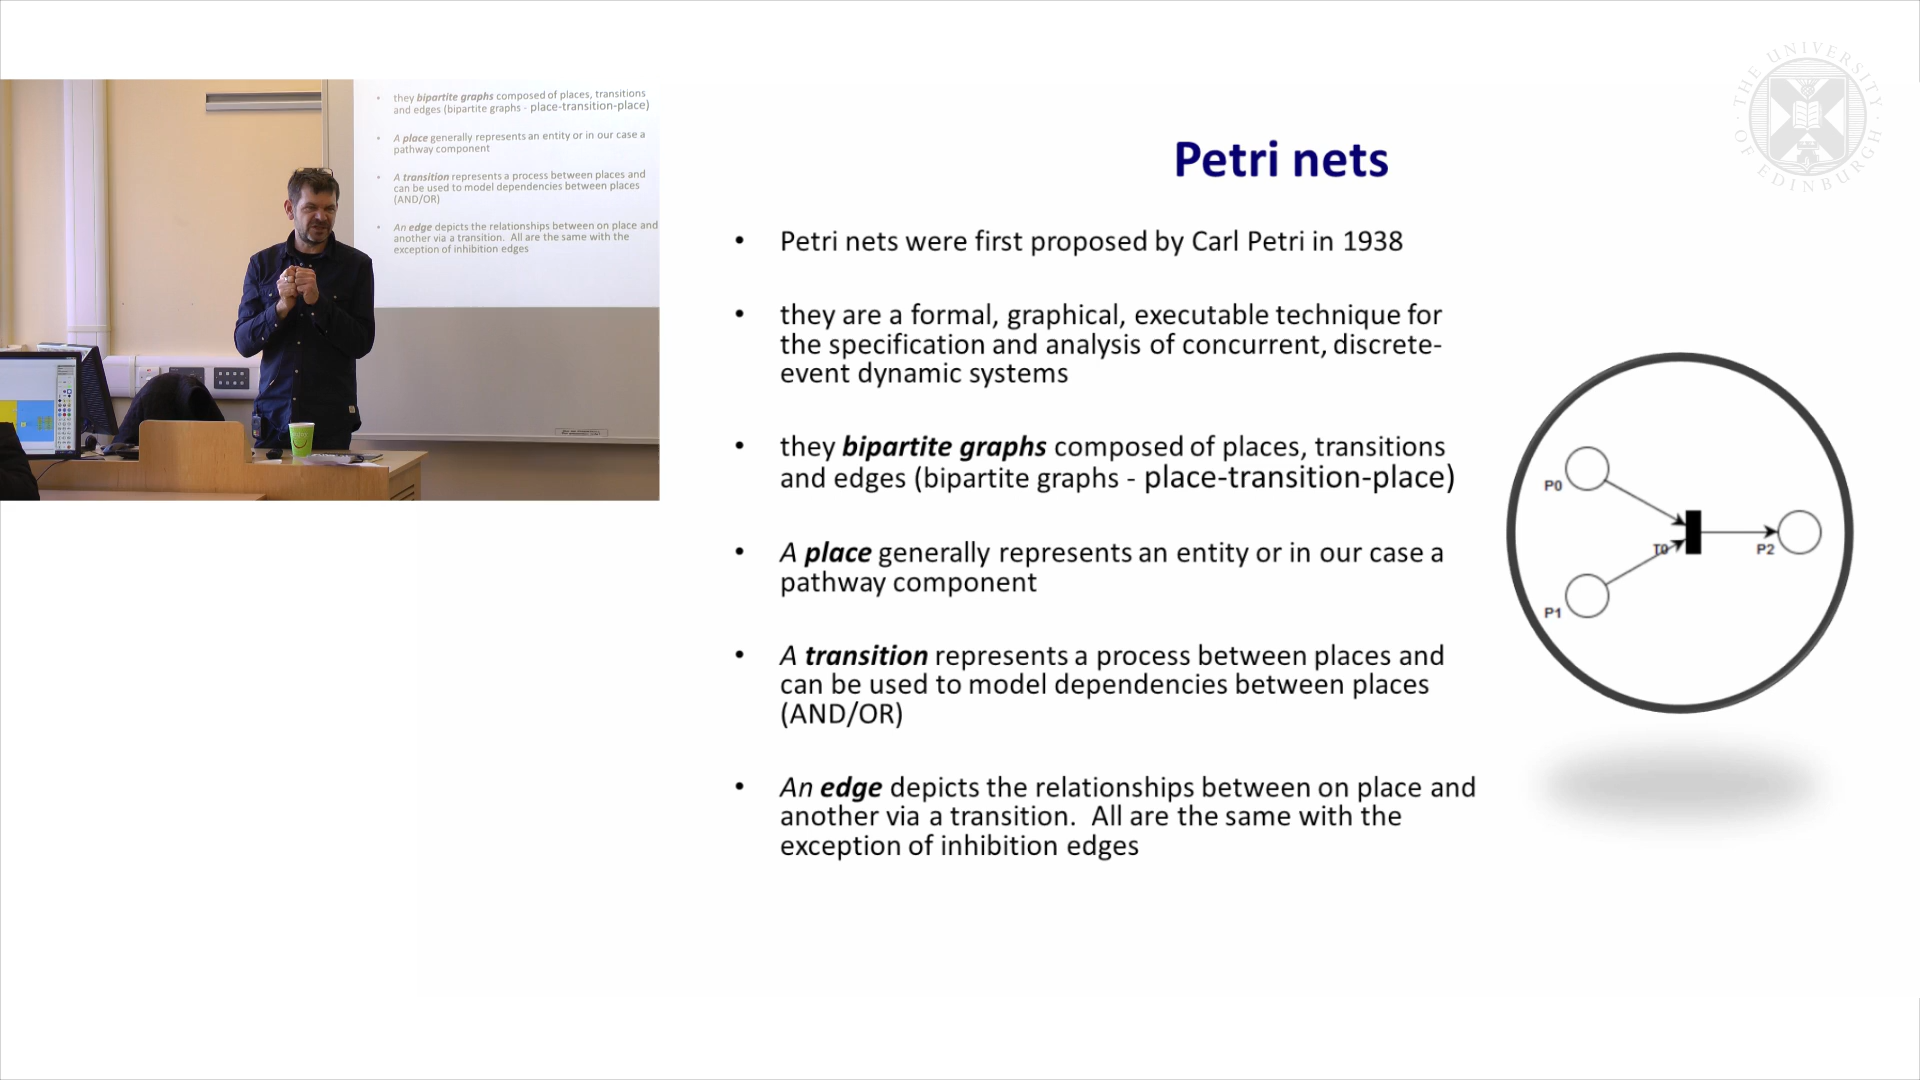 they bipartite graphs composed of places, transitions
and edges (bipartite graphs - place-transition-place)
A place generally represents an entity or in our case a
pathway component
A transition represents a process between places and
can be used to model dependencies between places
(AND/OR)
An edge depicts the relationships between on place and
another via a transition. All are the same with the
exception of inhibition edges
THE UNIVERSITY OF EDINBURGH
Petri nets
• Petri nets were first proposed by Carl Petri in 1938
• they are a formal, graphical, executable technique for
the specification and analysis of concurrent, discrete-
event dynamic systems
• they bipartite graphs composed of places, transitions
and edges (bipartite graphs - place-transition-place)
• A place generally represents an entity or in our case a
pathway component
• A transition represents a process between places and
can be used to model dependencies between places
(AND/OR)
• An edge depicts the relationships between on place and
another via a transition. All are the same with the
exception of inhibition edges
P0
T0
P2
P1